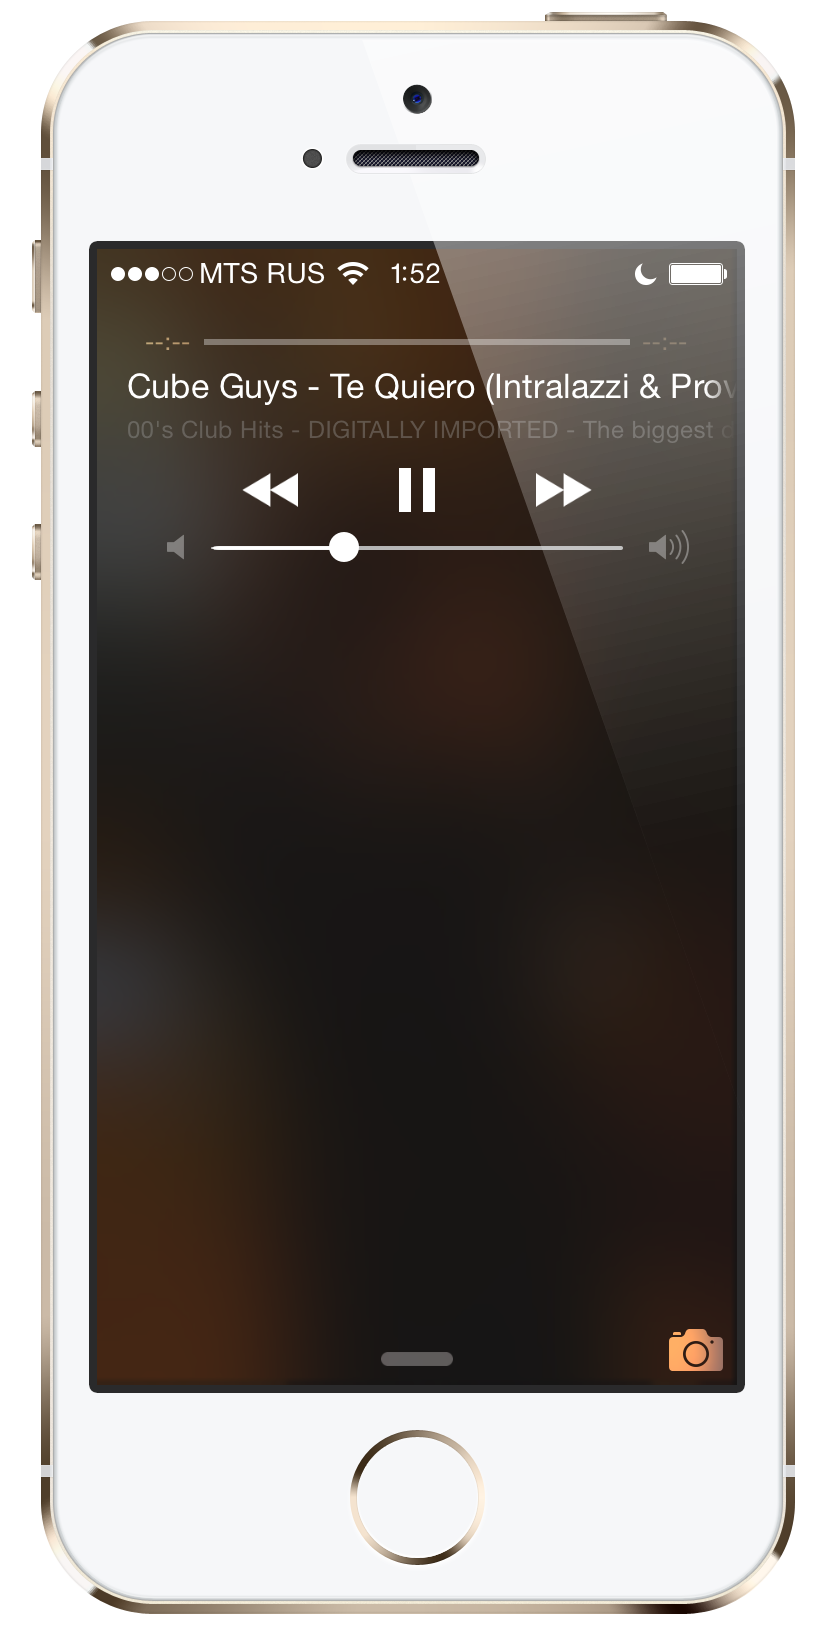 MTS RUS 1:52
--:-- --:--
Cube Guys - Te Quiero (Intralazzi & Prov
00's Club Hits - DIGITALLY IMPORTED - The biggest